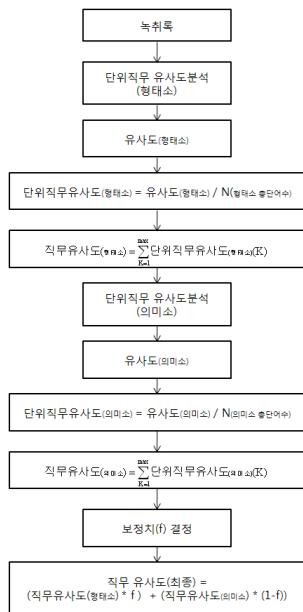 녹취록
단위직무 유사도분석
(형태소)
유사도(형태소)
단위직무유사도(형태소) = 유사도(형태소) / N(형태소 총단어수)
직무유사도(형태소) = max∑K=1 단위직무유사도(형태소)(K)
단위직무 유사도분석
(의미소)
유사도(의미소)
단위직무유사도(의미소) = 유사도(의미소) / N(의미소 총단어수)
직무유사도(의미소) = max∑K=1 단위직무유사도(의미소)(K)
보정치(f) 결정
직무 유사도(최종) =
(직무유사도(형태소) * f ) + (직무유사도(의미소) * (1-f))